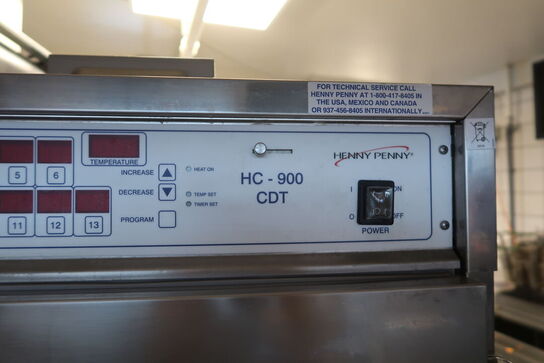 FOR TECHNICAL SERVICE CALL
HENNY PENNY AT 1-800-417-8405 IN
THE USA, MEXICO AND CANADA
OR 937-456-8405 INTERNATIONALLY.
TEMPERATURE
5
6
11
12
13
INCREASE
DECREASE
PROGRAM
HEAT ON
TEMP SET
TIMER SET
HC - 900
CDT
HENNY PENNY®
I ON
O OFF
POWER